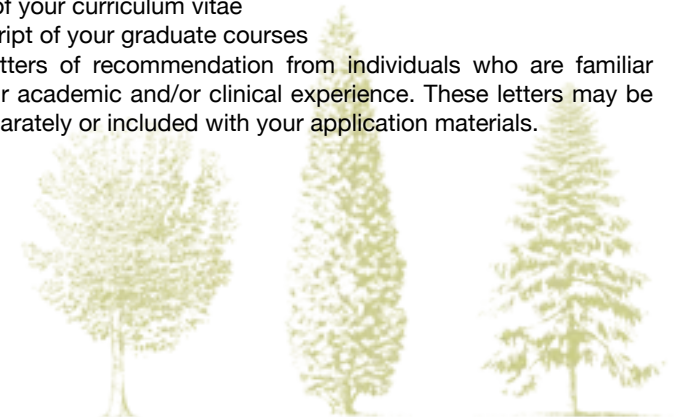 of your curriculum vitae
ript of your graduate courses
tters of recommendation from individuals who are familiar
r academic and/or clinical experience. These letters may be
arately or included with your application materials.